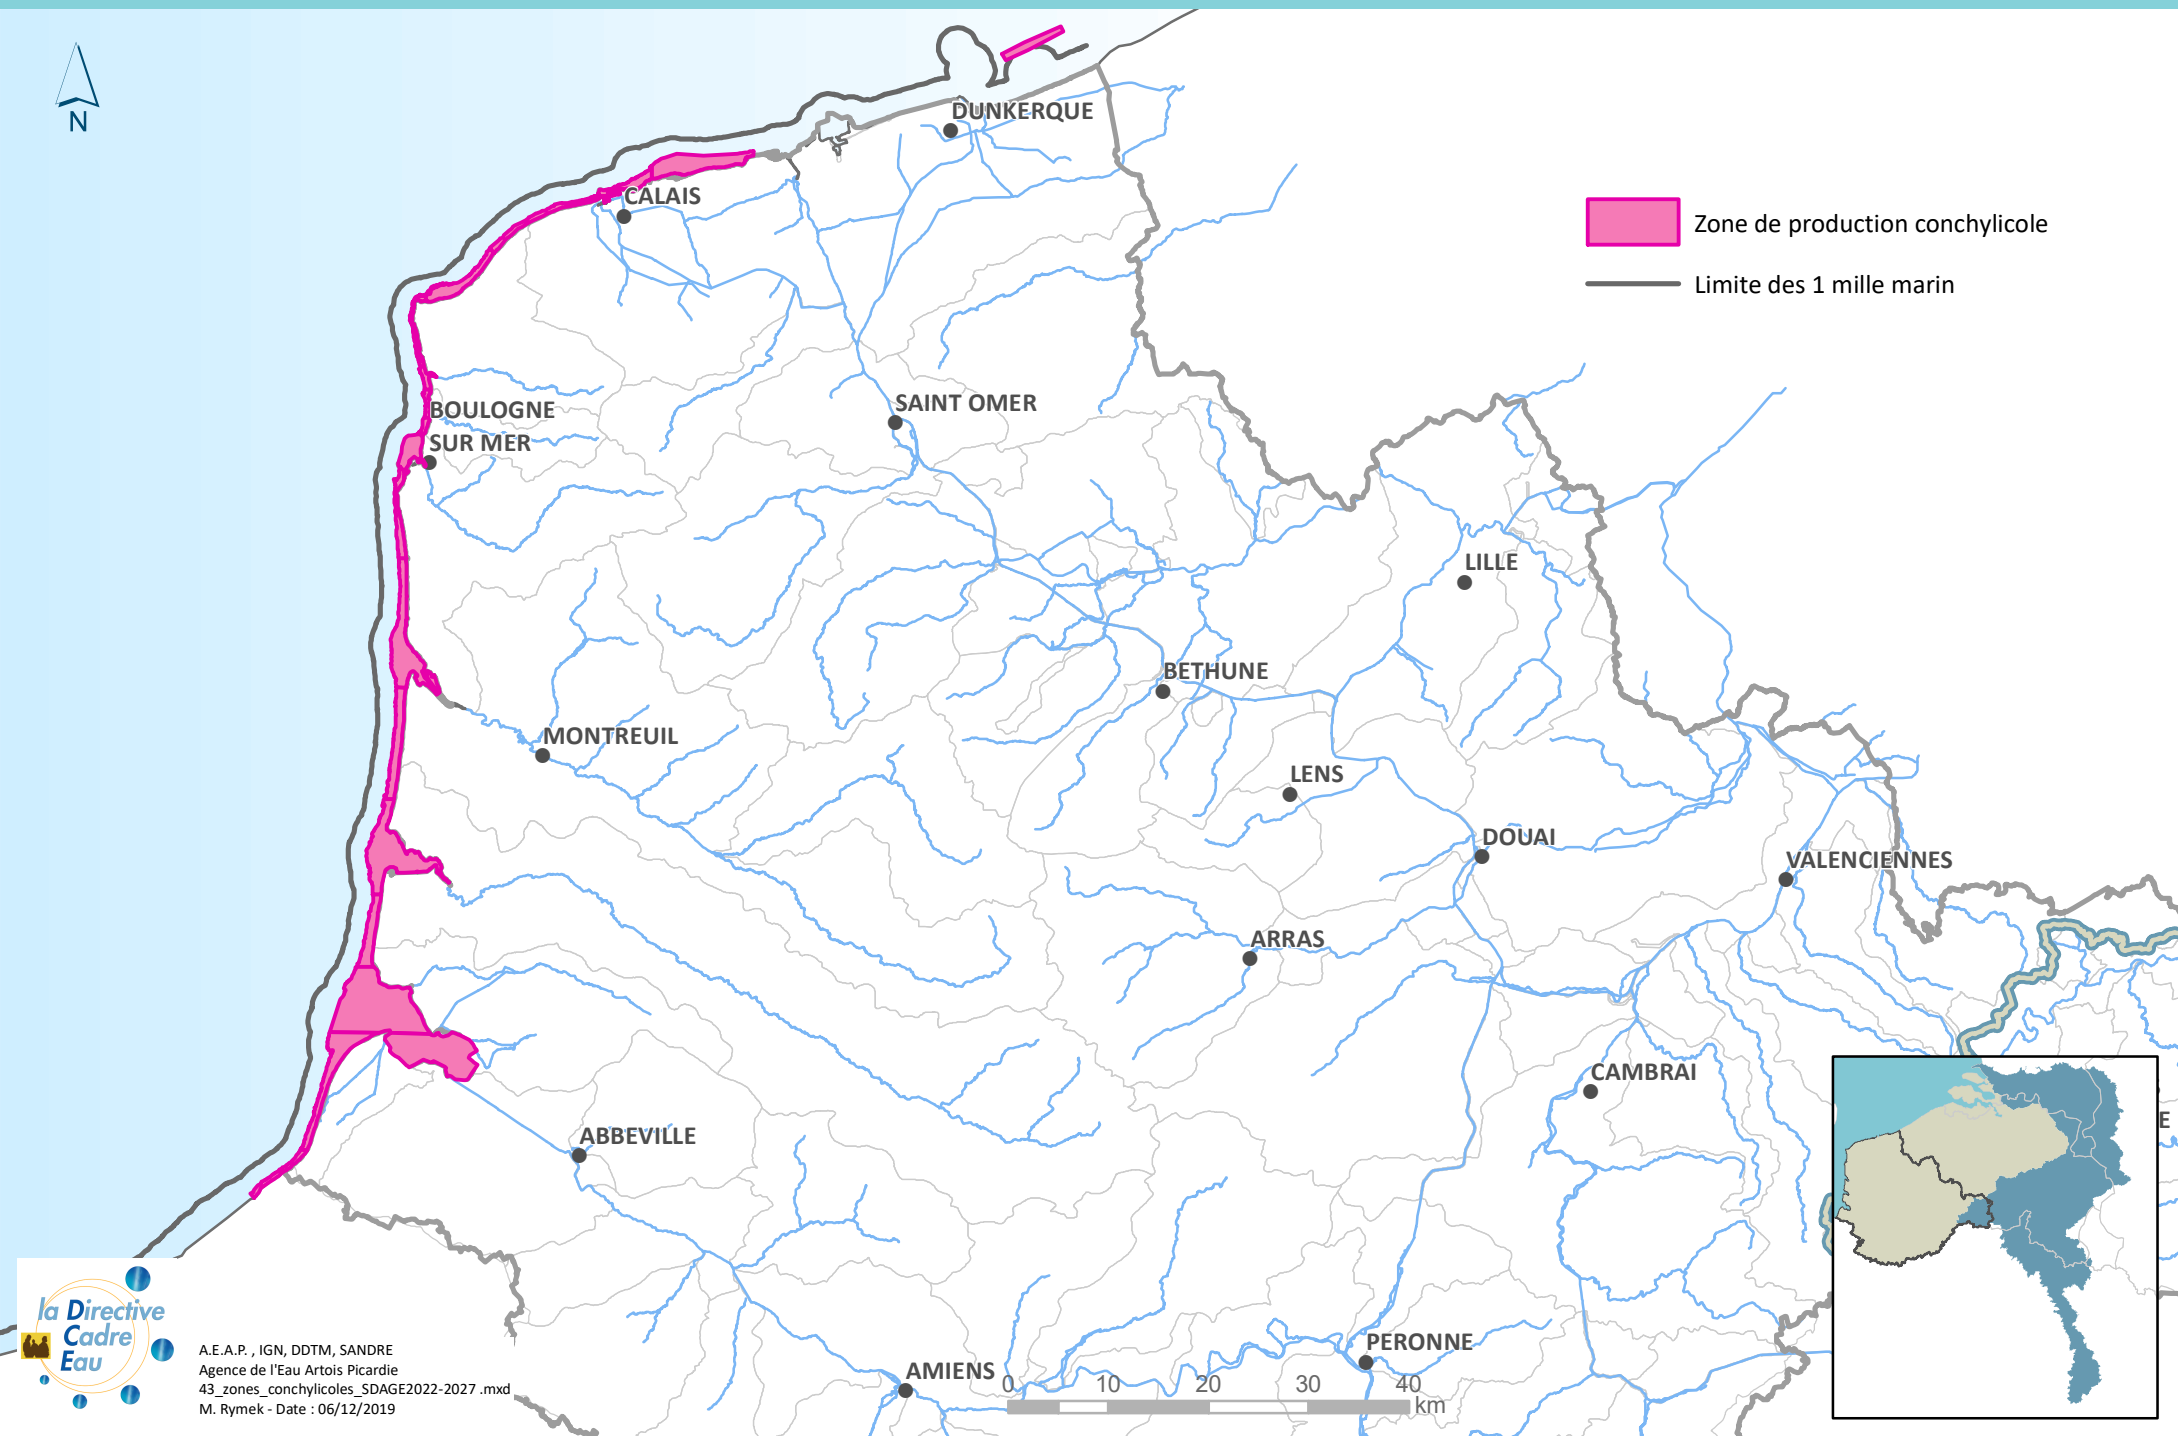 N
DUNKERQUE
CALAIS
Zone de production conchylicole
Limite des 1 mille marin
BOULOGNE
SUR MER
SAINT OMER
LILLE
BETHUNE
MONTREUIL
LENS
DOUAI
VALENCIENNES
ARRAS
CAMBRAI
E
ABBEVILLE
PERONNE
AMIENS
0 10 20 30 40
km
la Directive
Cadre
Eau
A.E.A.P. , IGN, DDTM, SANDRE
Agence de l'Eau Artois Picardie
43_zones_conchylicoles_SDAGE2022-2027 .mxd
M. Rymek - Date : 06/12/2019